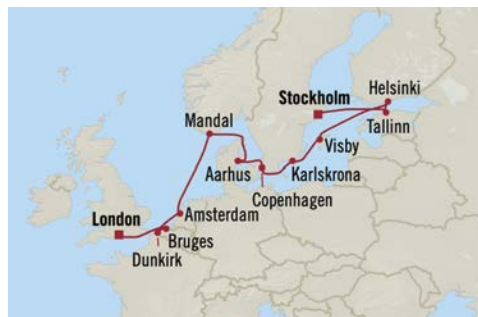 Helsinki
Stockholm
Tallinn
Mandal
Visby
Aarhus
Karlskrona
Copenhagen
London
Amsterdam
Bruges
Dunkirk